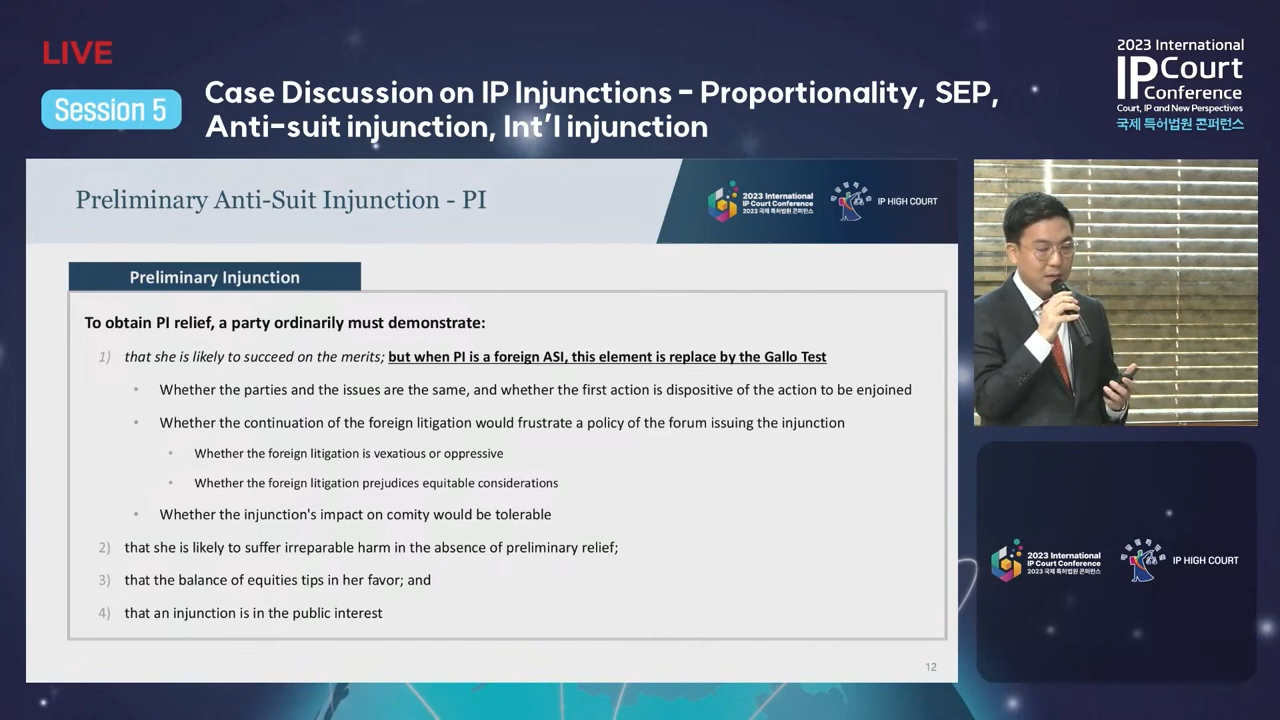 LIVE
Session 5
Case Discussion on IP Injunctions - Proportionality, SEP,
Anti-suit injunction, Int'l injunction
2023 International
IP Court
Conference
Court, IP and New Perspectives
국제 특허법원 콘퍼런스
Preliminary Anti-Suit Injunction - PI
2023 International
IP Court Conference
2023 국제 특허법원 콘퍼런스
IP HIGH COURT
Preliminary Injunction
To obtain PI relief, a party ordinarily must demonstrate:
1) that she is likely to succeed on the merits; but when PI is a foreign ASI, this element is replace by the Gallo Test
• Whether the parties and the issues are the same, and whether the first action is dispositive of the action to be enjoined
• Whether the continuation of the foreign litigation would frustrate a policy of the forum issuing the injunction
• Whether the foreign litigation is vexatious or oppressive
• Whether the foreign litigation prejudices equitable considerations
• Whether the injunction's impact on comity would be tolerable
2) that she is likely to suffer irreparable harm in the absence of preliminary relief;
3) that the balance of equities tips in her favor; and
4) that an injunction is in the public interest
12
2023 International
IP Court Conference
2023 국제 특허법원 콘퍼런스
IP HIGH COURT